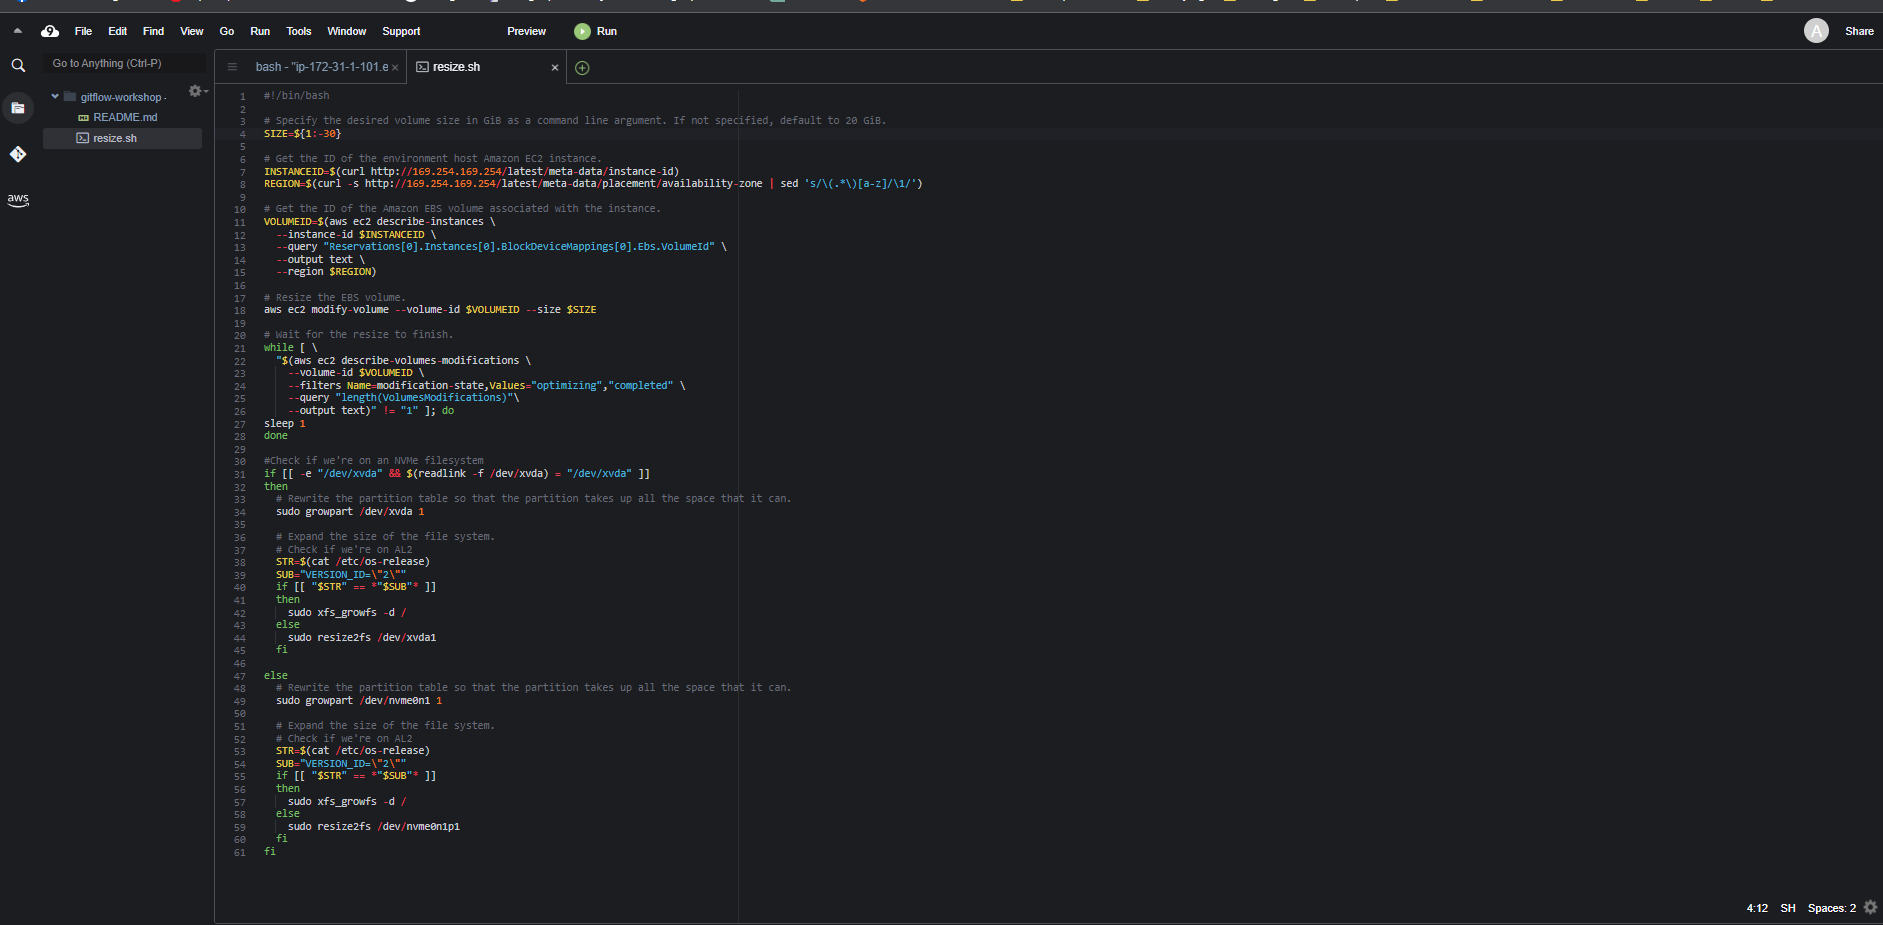 File Edit Find View Go Run Tools Window Support Preview Run A Share
Go to Anything (Ctrl-P)
bash - "ip-172-31-1-101.e × resize.sh ×
gitflow-workshop -
README.md
resize.sh
aws
1 #!/bin/bash
2
3 # Specify the desired volume size in GiB as a command line argument. If not specified, default to 20 GiB.
4 SIZE=${1:-30}
5
6 # Get the ID of the environment host Amazon EC2 instance.
7 INSTANCEID=$(curl http://169.254.169.254/latest/meta-data/instance-id)
8 REGION=$(curl -s http://169.254.169.254/latest/meta-data/placement/availability-zone | sed 's/\(.*\)[a-z]/\1/')
9
10 # Get the ID of the Amazon EBS volume associated with the instance.
11 VOLUMEID=$(aws ec2 describe-instances \
12   --instance-id $INSTANCEID \
13   --query "Reservations[0].Instances[0].BlockDeviceMappings[0].Ebs.VolumeId" \
14   --output text \
15   --region $REGION)
16
17 # Resize the EBS volume.
18 aws ec2 modify-volume --volume-id $VOLUMEID --size $SIZE
19
20 # Wait for the resize to finish.
21 while [ \
22   "$(aws ec2 describe-volumes-modifications \
23     --volume-id $VOLUMEID \
24     --filters Name=modification-state,Values="optimizing","completed" \
25     --query "length(VolumesModifications)"\
26     --output text)" != "1" ]; do
27 sleep 1
28 done
29
30 #Check if we're on an NVMe filesystem
31 if [[ -e "/dev/xvda" && $(readlink -f /dev/xvda) = "/dev/xvda" ]]
32 then
33   # Rewrite the partition table so that the partition takes up all the space that it can.
34   sudo growpart /dev/xvda 1
35
36   # Expand the size of the file system.
37   # Check if we're on AL2
38   STR=$(cat /etc/os-release)
39   SUB="VERSION_ID=\"2\""
40   if [[ "$STR" == *"$SUB"* ]]
41   then
42     sudo xfs_growfs -d /
43   else
44     sudo resize2fs /dev/xvda1
45   fi
46
47 else
48   # Rewrite the partition table so that the partition takes up all the space that it can.
49   sudo growpart /dev/nvme0n1 1
50
51   # Expand the size of the file system.
52   # Check if we're on AL2
53   STR=$(cat /etc/os-release)
54   SUB="VERSION_ID=\"2\""
55   if [[ "$STR" == *"$SUB"* ]]
56   then
57     sudo xfs_growfs -d /
58   else
59     sudo resize2fs /dev/nvme0n1p1
60   fi
61 fi
4:12 SH Spaces: 2